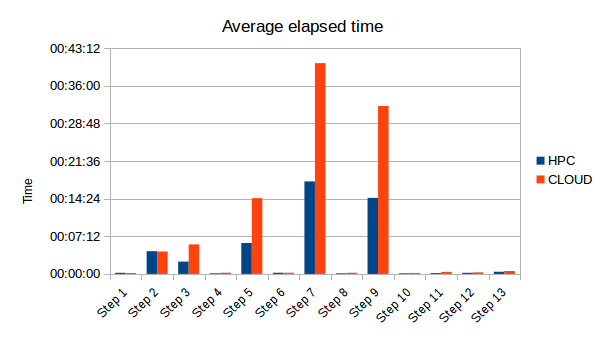 Average elapsed time
00:43:12
00:36:00
00:28:48
00:21:36
00:14:24
00:07:12
00:00:00
Time
HPC
CLOUD
Step 1
Step 2
Step 3
Step 4
Step 5
Step 6
Step 7
Step 8
Step 9
Step 10
Step 11
Step 12
Step 13